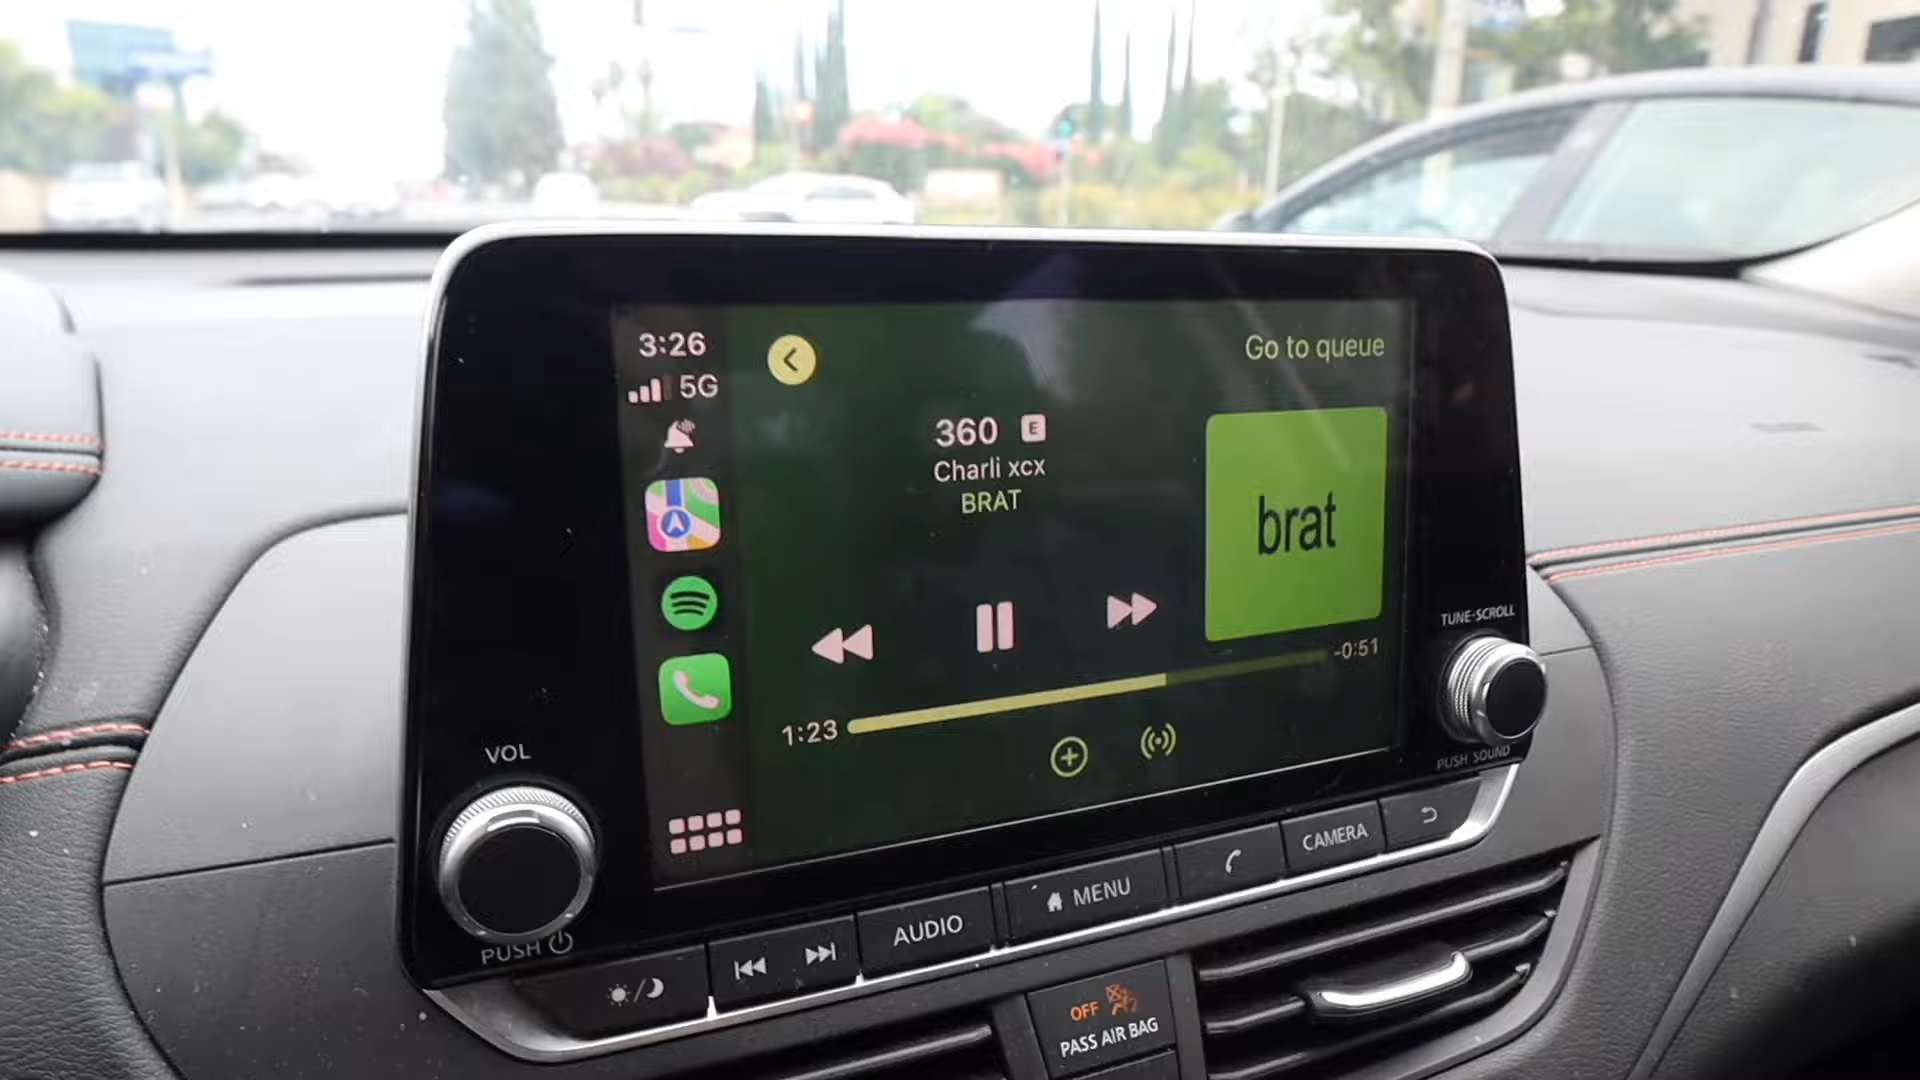 3:26
5G
Go to queue
360 E
Charli xcx
BRAT
brat
1:23
-0:51
TUNE·SCROLL
PUSH SOUND
VOL
PUSH
AUDIO
MENU
CAMERA
OFF
PASS AIR BAG